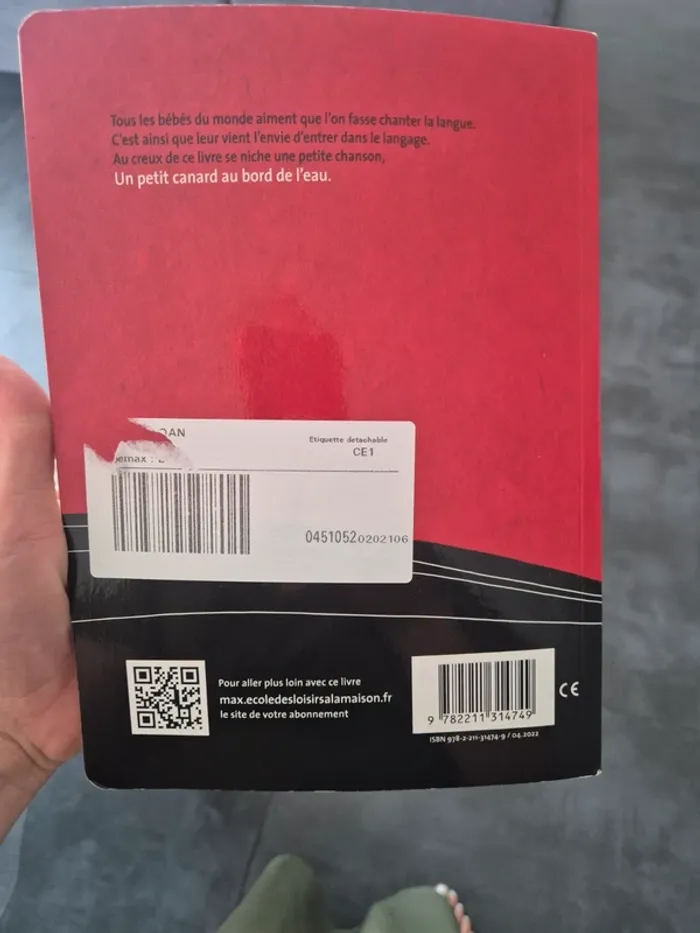 Tous les bébés du monde aiment que l'on fasse chanter la langue.
C'est ainsi que leur vient l'envie d'entrer dans le langage.
Au creux de ce livre se niche une petite chanson,
Un petit canard au bord de l'eau.
Etiquette detachable
CE1
04510520202106
Pour aller plus loin avec ce livre
max.ecoledesloisirsalamaison.fr
le site de votre abonnement
9 782211 314749
CE
ISBN 978-2-211-31474-9 / 04.2022